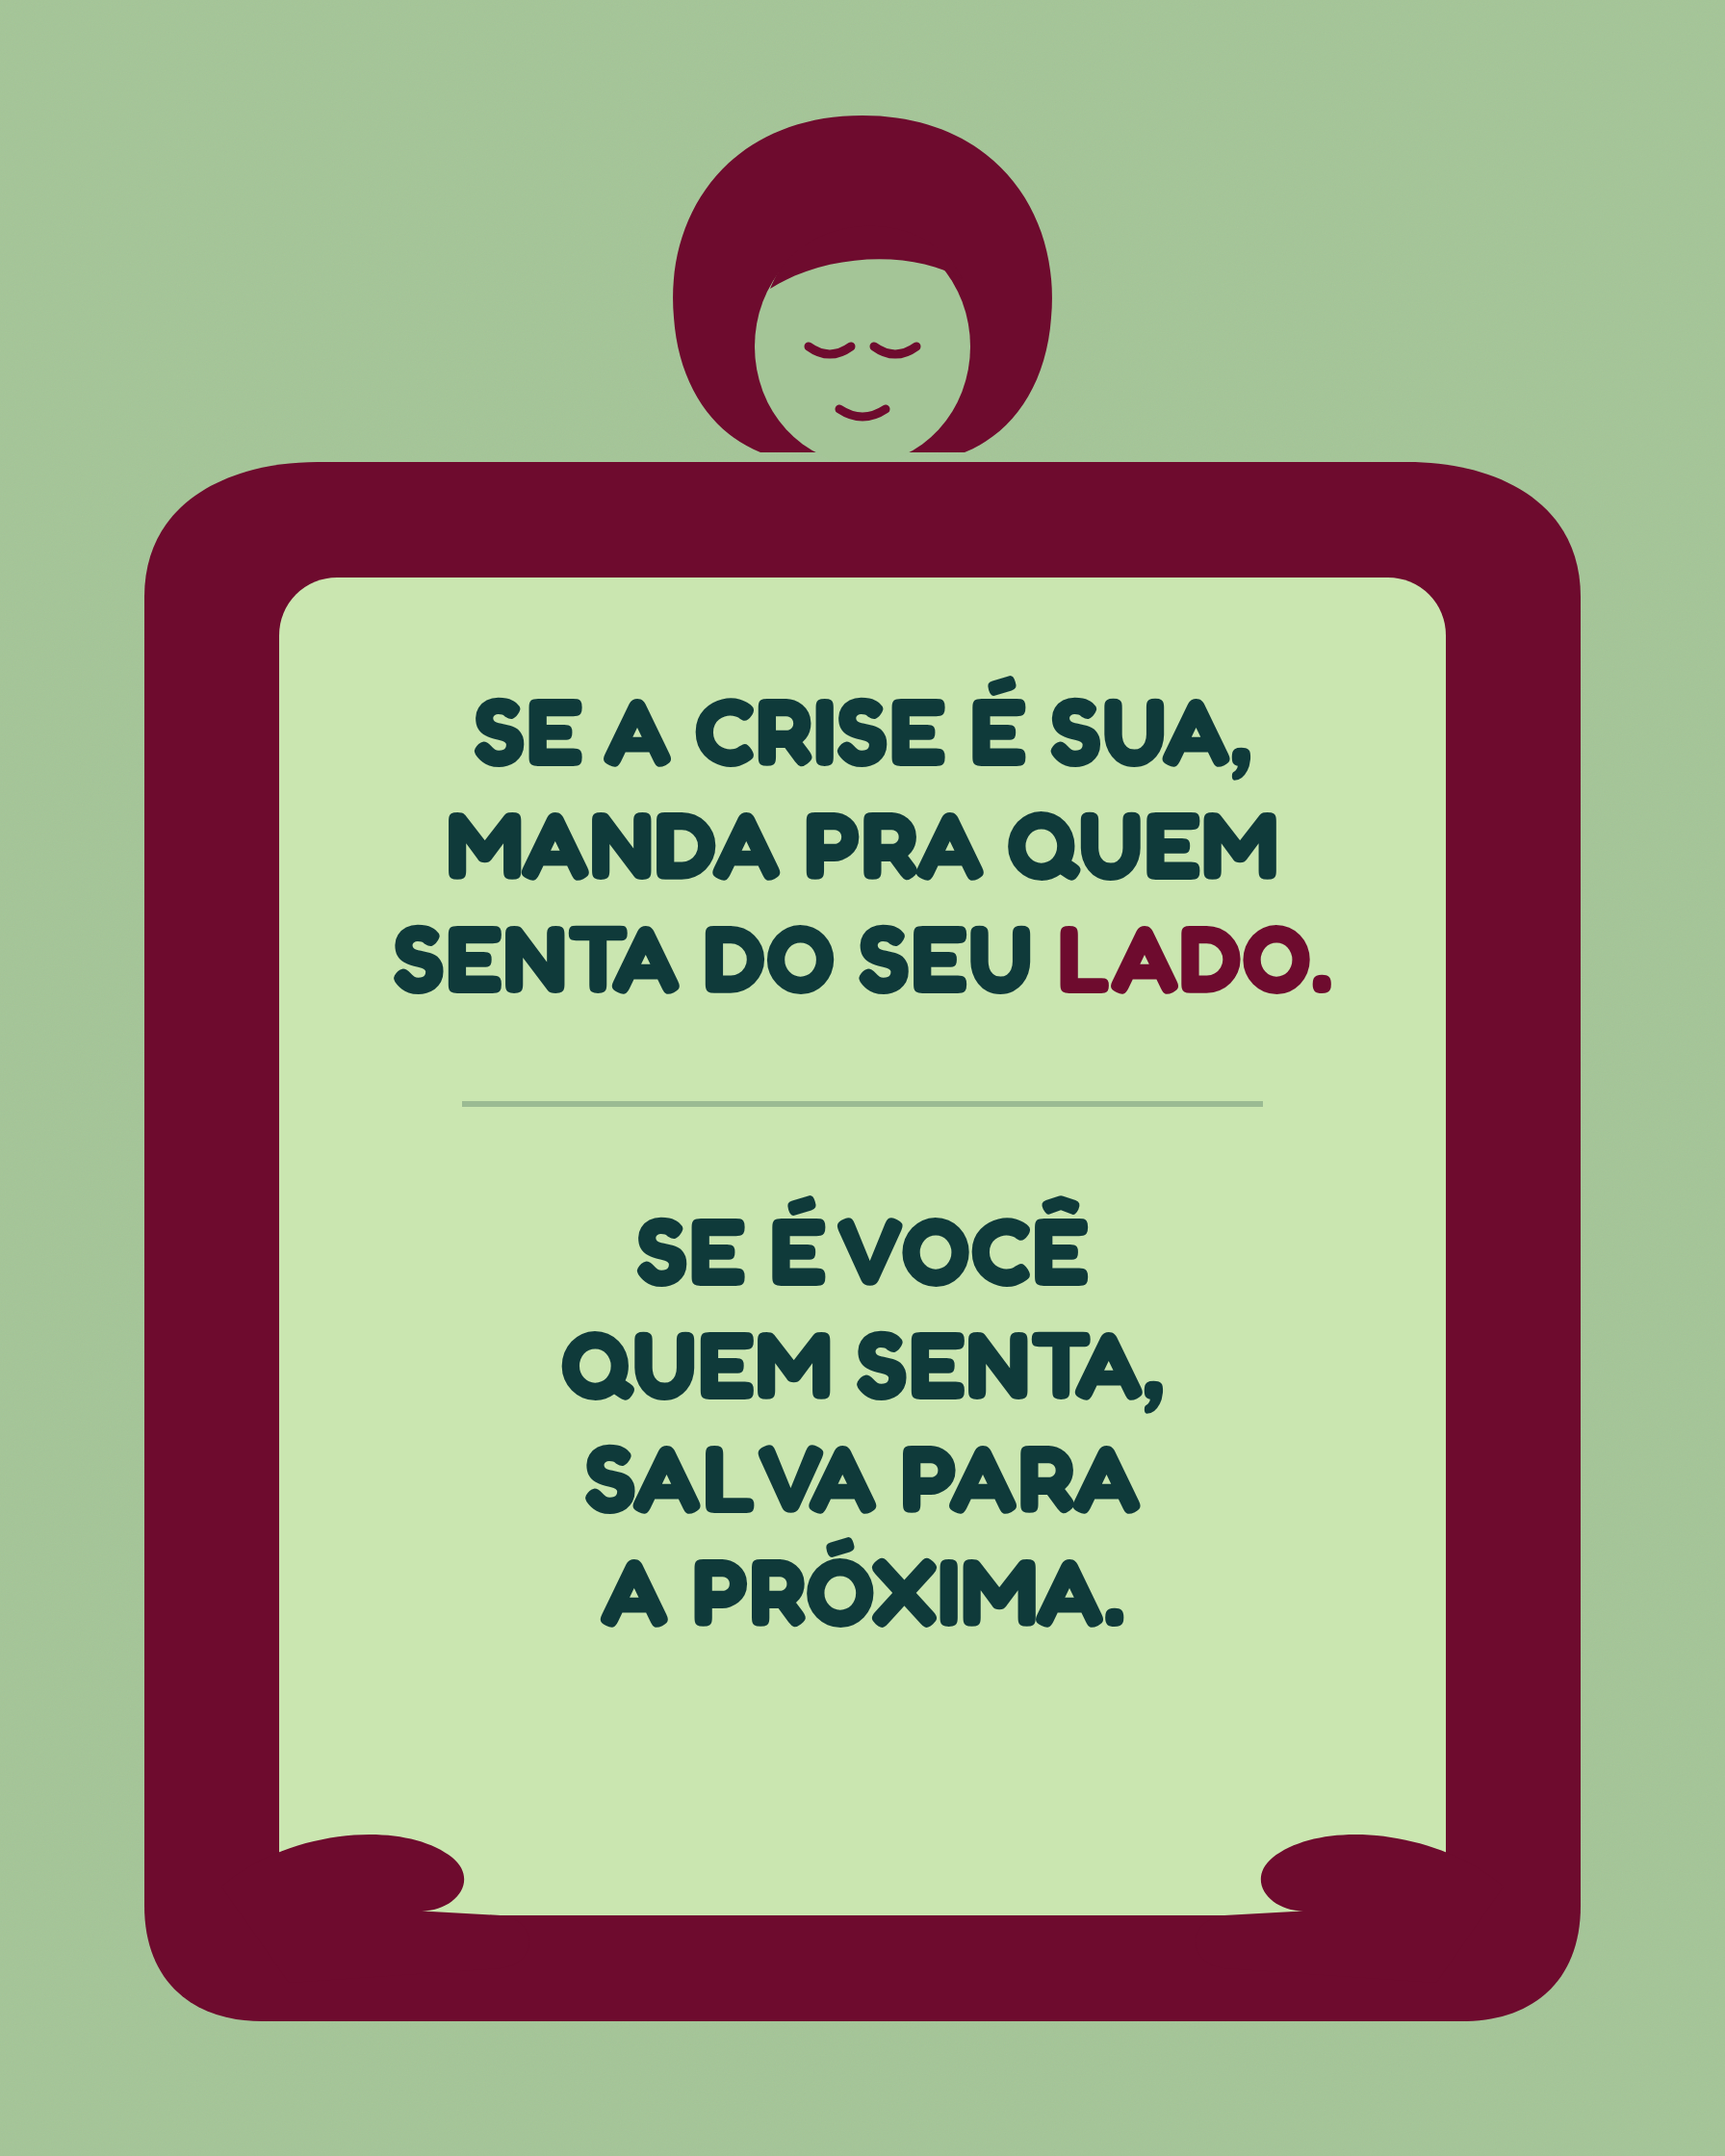 SE A CRISE É SUA,
MANDA PRA QUEM
SENTA DO SEU LADO.
SE É VOCÊ
QUEM SENTA,
SALVA PARA
A PRÓXIMA.